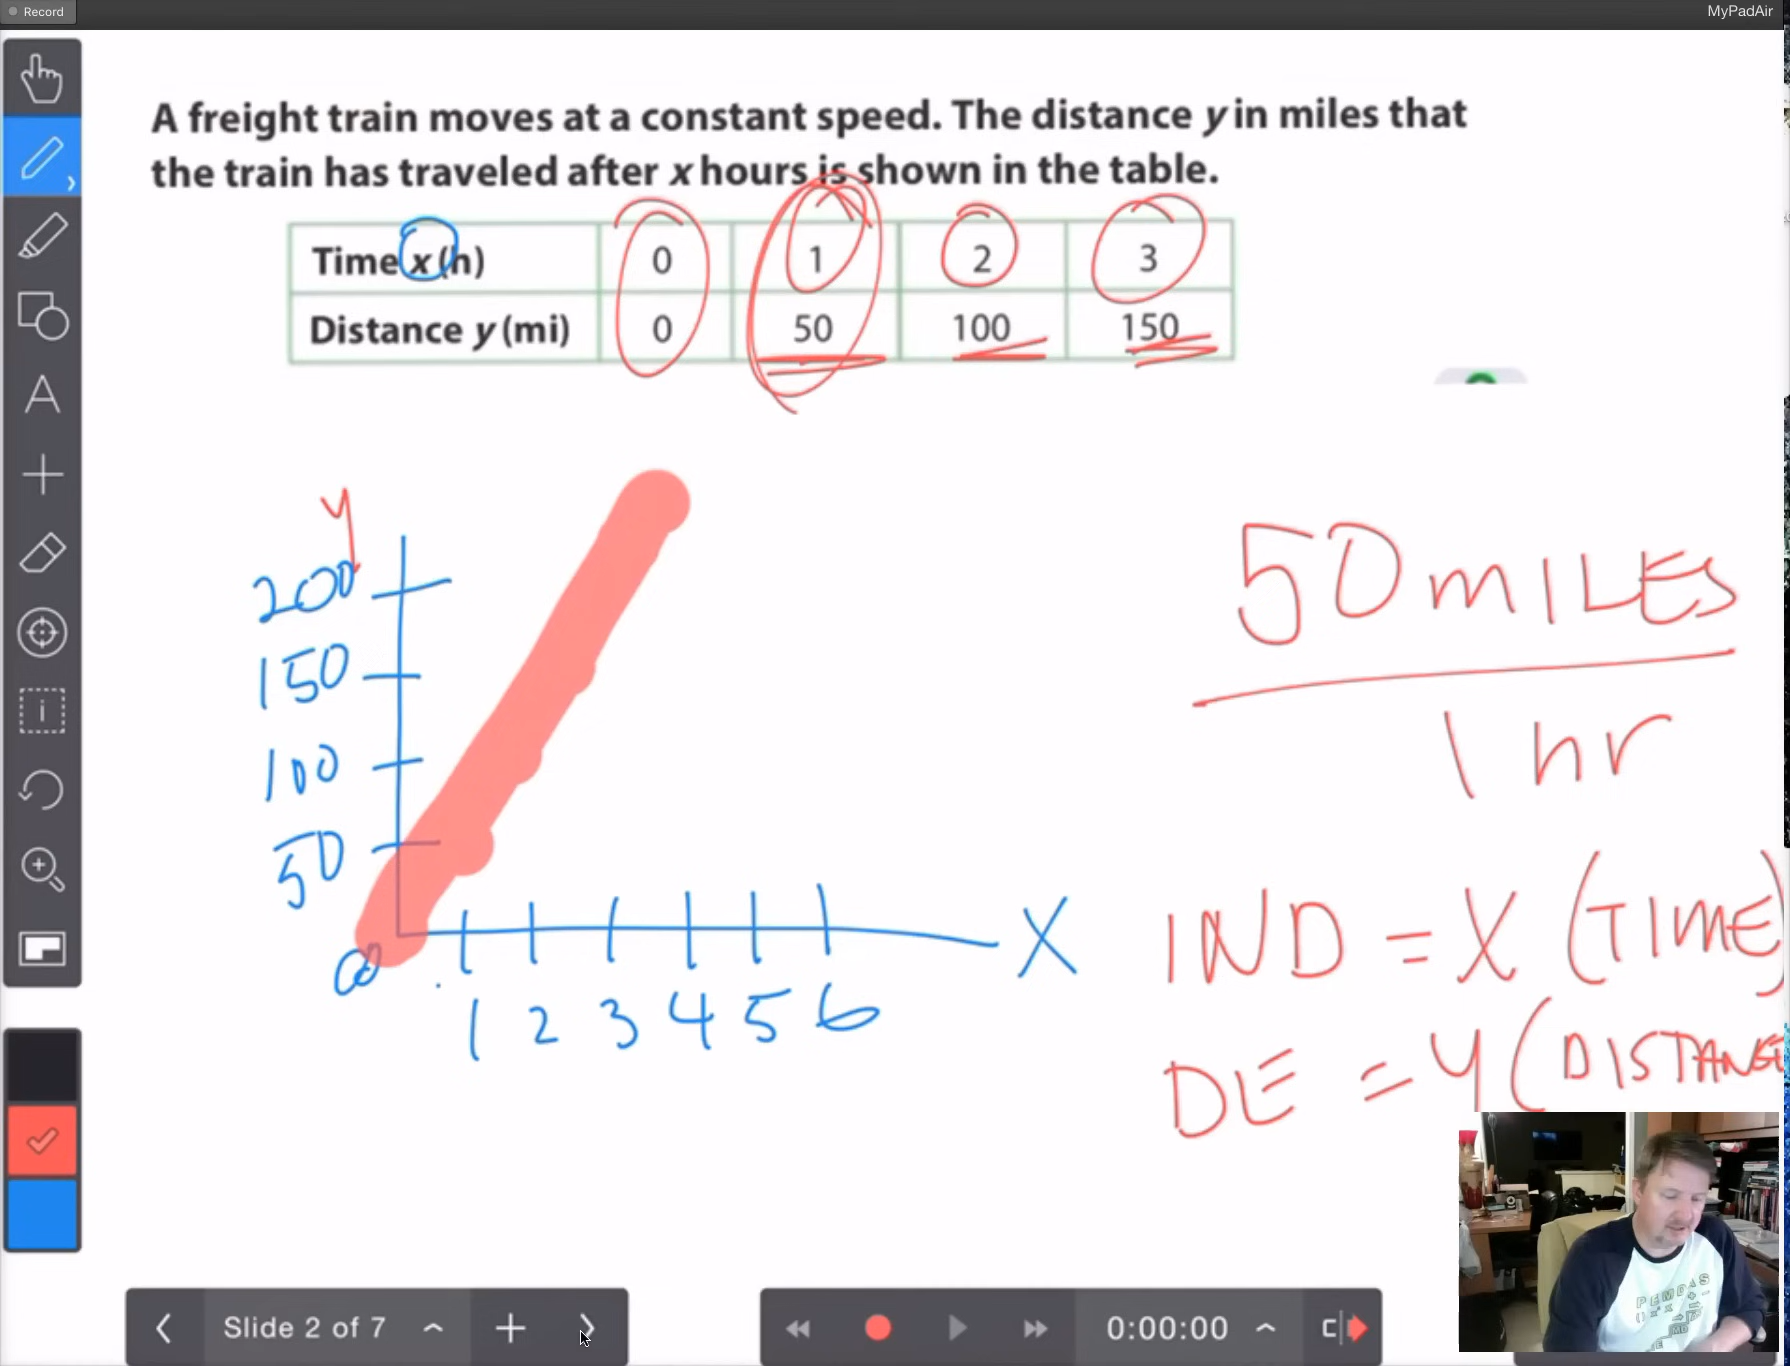 Record
MyPadAir
A freight train moves at a constant speed. The distance y in miles that
the train has traveled after x hours is shown in the table.
Time x (h) 0 1 2 3
Distance y (mi) 0 50 100 150
y
200
150
100
50
0
X
1 2 3 4 5 6
50 MILES
1 hr
IND = X (TIME)
DE = Y (DISTANCE
A
Slide 2 of 7
0:00:00
PEMDAS